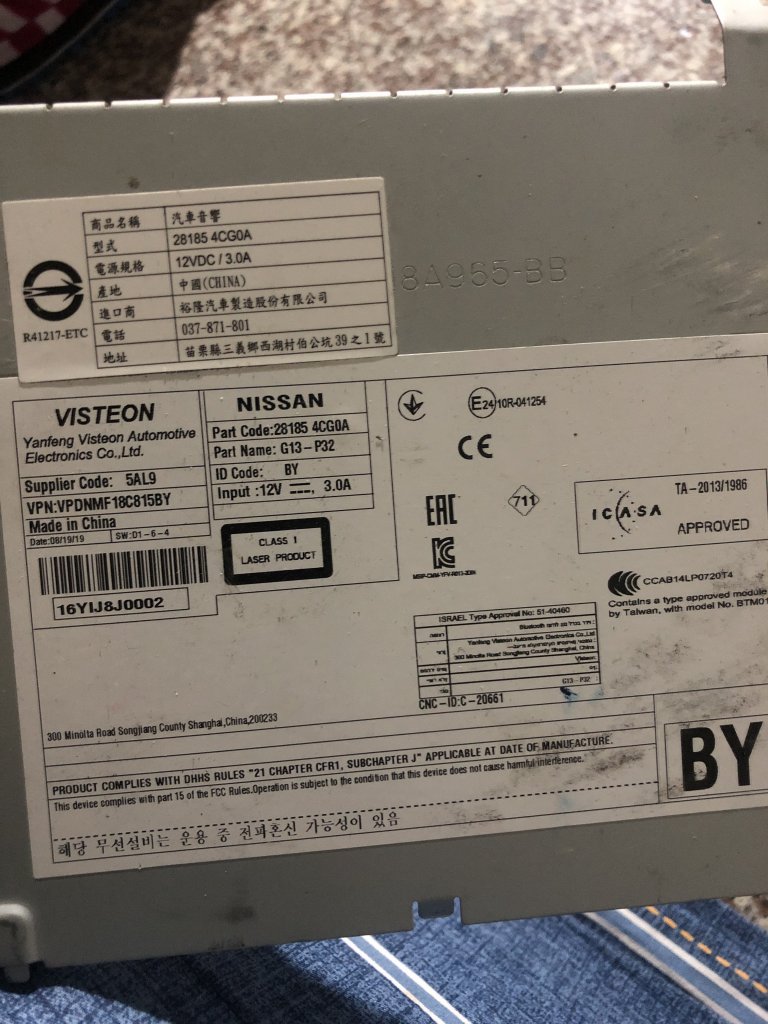 8A965-BB
商品名稱 汽車音響
型式 28185 4CG0A
電源規格 12VDC / 3.0A
產地 中國(CHINA)
進口商 裕隆汽車製造股份有限公司
電話 037-871-801
地址 苗栗縣三義鄉西湖村伯公坑39之1號
R41217-ETC
VISTEON
Yanfeng Visteon Automotive
Electronics Co.,Ltd.
Supplier Code: 5AL9
VPN:VPDNMF18C815BY
Made in China
Date:08/19/19 SW:D1-6-4
16YIJ8J0002
NISSAN
Part Code:28185 4CG0A
Part Name: G13-P32
ID Code: BY
Input :12V 3.0A
CLASS 1
LASER PRODUCT
E24 10R-041254
CE
EAC
711
ICASA
TA-2013/1986
APPROVED
CCAB14LP0720T4
Contains a type approved module
by Taiwan, with model No. BTM01
ISRAEL Type Approval No: 51-40460
Yanfeng Visteon Automotive Electronics Co.,Ltd
300 Minolta Road Songjiang County Shanghai, China
Visteon
G13-P32
CNC-ID:C-20661
300 Minolta Road Songjiang County Shanghai,China,200233
PRODUCT COMPLIES WITH DHHS RULES "21 CHAPTER CFR1, SUBCHAPTER J" APPLICABLE AT DATE OF MANUFACTURE.
This device complies with part 15 of the FCC Rules.Operation is subject to the condition that this device does not cause harmful interference.
BY
해당 무선설비는 운용 중 전파혼신 가능성이 있음